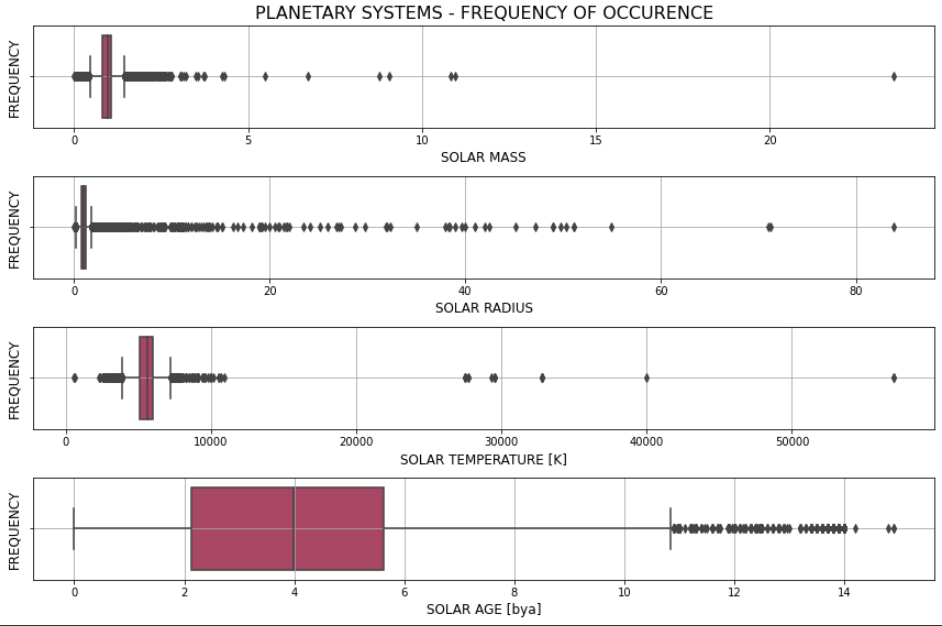 PLANETARY SYSTEMS - FREQUENCY OF OCCURENCE
FREQUENCY
0 5 10 15 20
SOLAR MASS
FREQUENCY
0 20 40 60 80
SOLAR RADIUS
FREQUENCY
0 10000 20000 30000 40000 50000
SOLAR TEMPERATURE [K]
FREQUENCY
0 2 4 6 8 10 12 14
SOLAR AGE [bya]